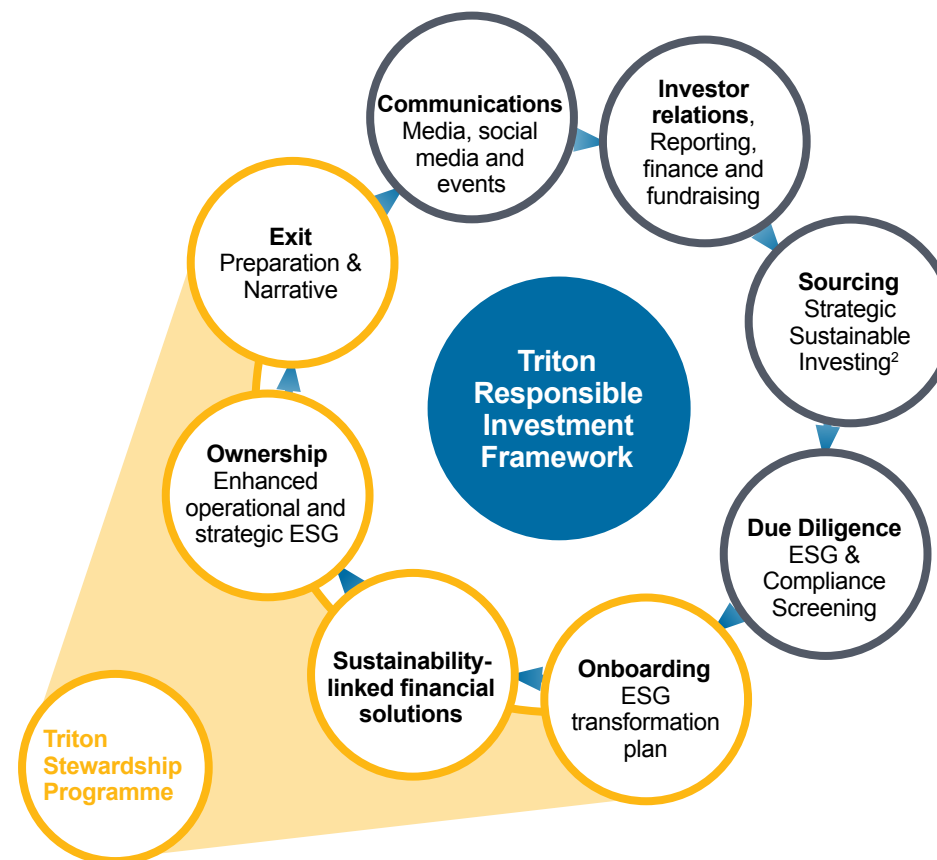 Communications
Media, social
media and
events
Investor
relations,
Reporting,
finance and
fundraising
Exit
Preparation &
Narrative
Sourcing
Strategic
Sustainable
Investing²
Triton
Responsible
Investment
Framework
Ownership
Enhanced
operational and
strategic ESG
Due Diligence
ESG &
Compliance
Screening
Sustainability-
linked financial
solutions
Onboarding
ESG
transformation
plan
Triton
Stewardship
Programme